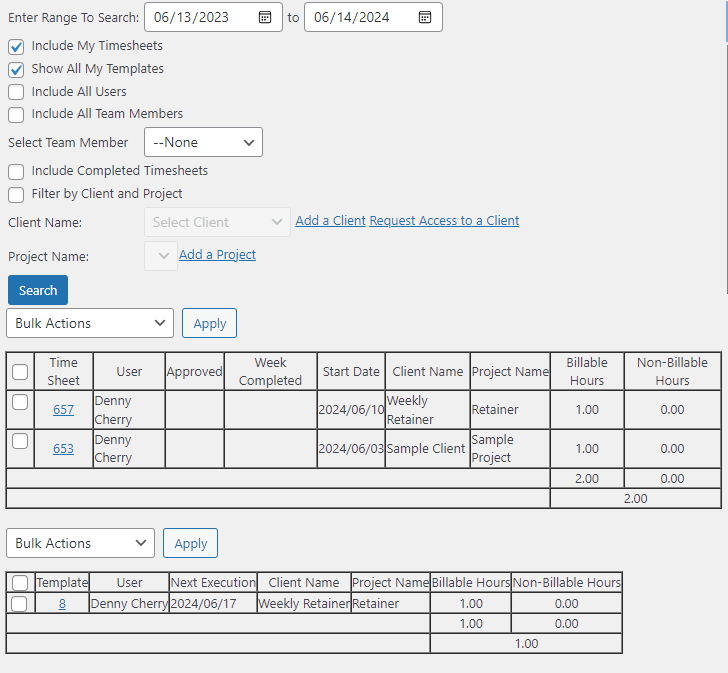 Enter Range To Search: 06/13/2023 to 06/14/2024
Include My Timesheets
Show All My Templates
Include All Users
Include All Team Members
Select Team Member --None
Include Completed Timesheets
Filter by Client and Project
Client Name: Select Client Add a Client Request Access to a Client
Project Name: Add a Project
Search
Bulk Actions Apply
Time Sheet User Approved Week Completed Start Date Client Name Project Name Billable Hours Non-Billable Hours
657 Denny Cherry 2024/06/10 Weekly Retainer Retainer 1.00 0.00
653 Denny Cherry 2024/06/03 Sample Client Sample Project 1.00 0.00
2.00 0.00
2.00
Bulk Actions Apply
Template User Next Execution Client Name Project Name Billable Hours Non-Billable Hours
8 Denny Cherry 2024/06/17 Weekly Retainer Retainer 1.00 0.00
1.00 0.00
1.00